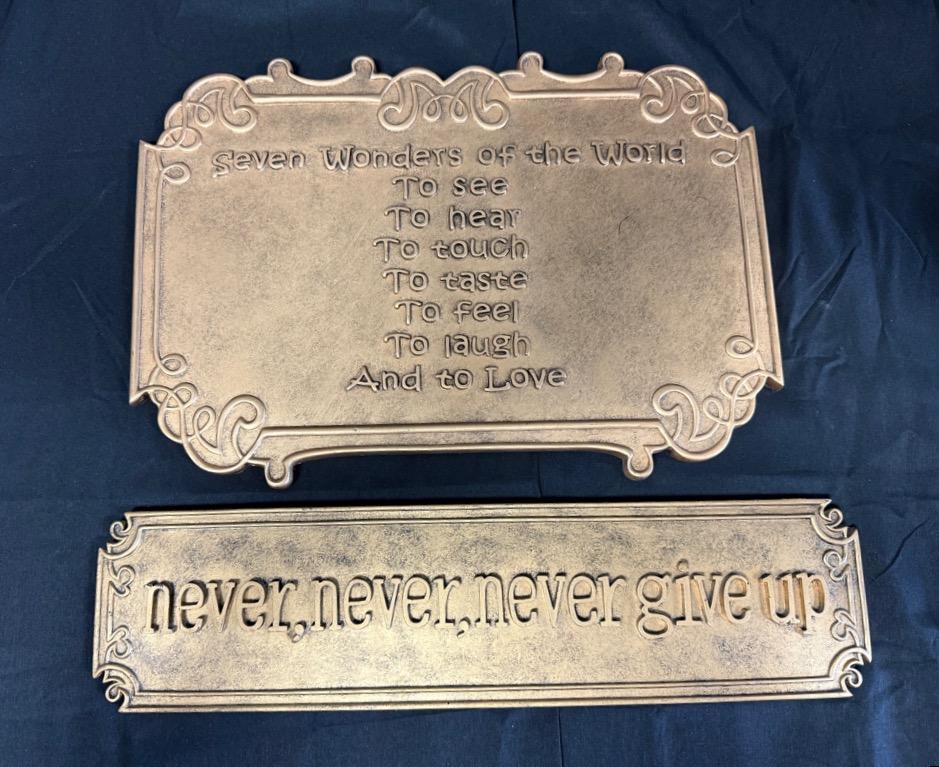 Seven Wonders of the World
To see
To hear
To touch
To taste
To feel
To laugh
And to Love
never, never, never give up